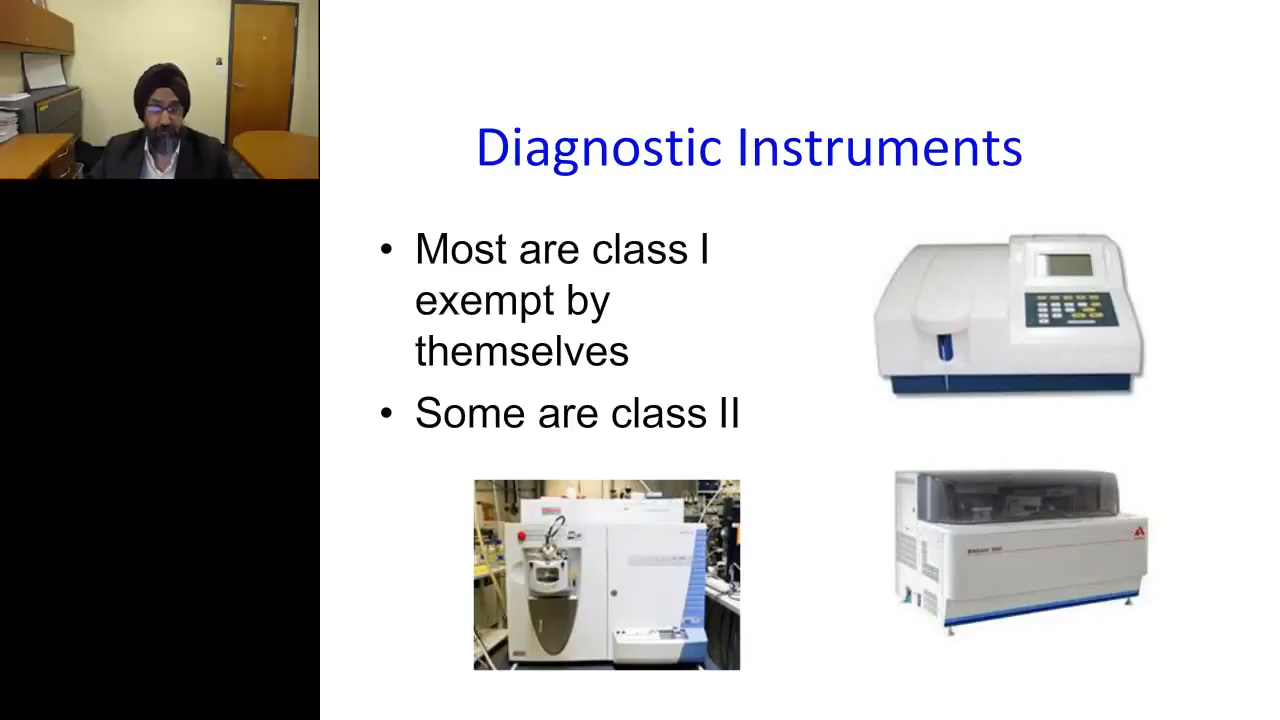 Diagnostic Instruments
• Most are class I
exempt by
themselves
• Some are class II